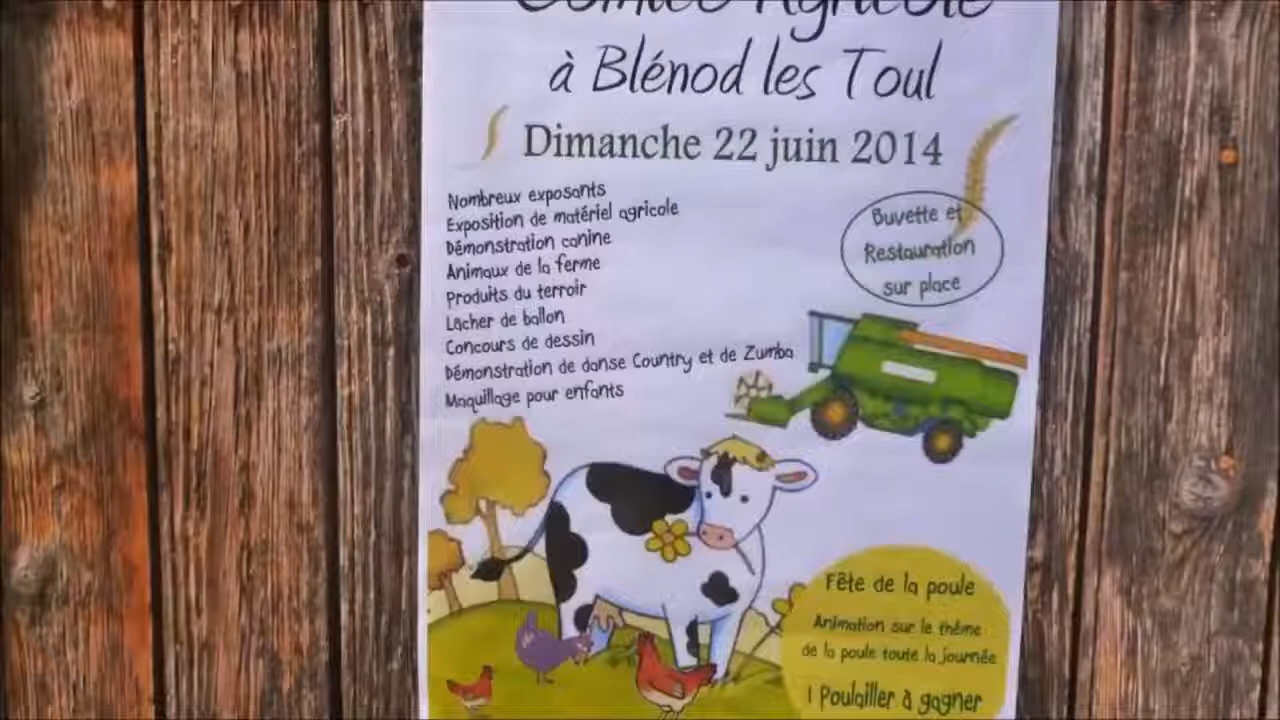 Comice Agricole
à Blénod les Toul
Dimanche 22 juin 2014
Nombreux exposants
Exposition de matériel agricole
Démonstration canine
Animaux de la ferme
Produits du terroir
Lâcher de ballon
Concours de dessin
Démonstration de danse Country et de Zumba
Maquillage pour enfants
Buvette et
Restauration
sur place
Fête de la poule
Animation sur le thème
de la poule toute la journée
1 Poulailler à gagner